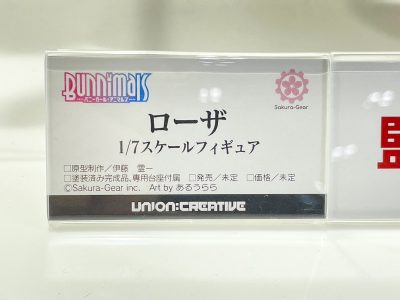 Bunnimals
バニーガール・アニマルズ
Sakura-Gear
ローザ
1/7スケールフィギュア
□原型制作／伊藤　霊一
□塗装済み完成品、専用台座付属　□発売／未定　□価格／未定
©Sakura-Gear inc.　Art by あるうらら
UNION:CREATIVE